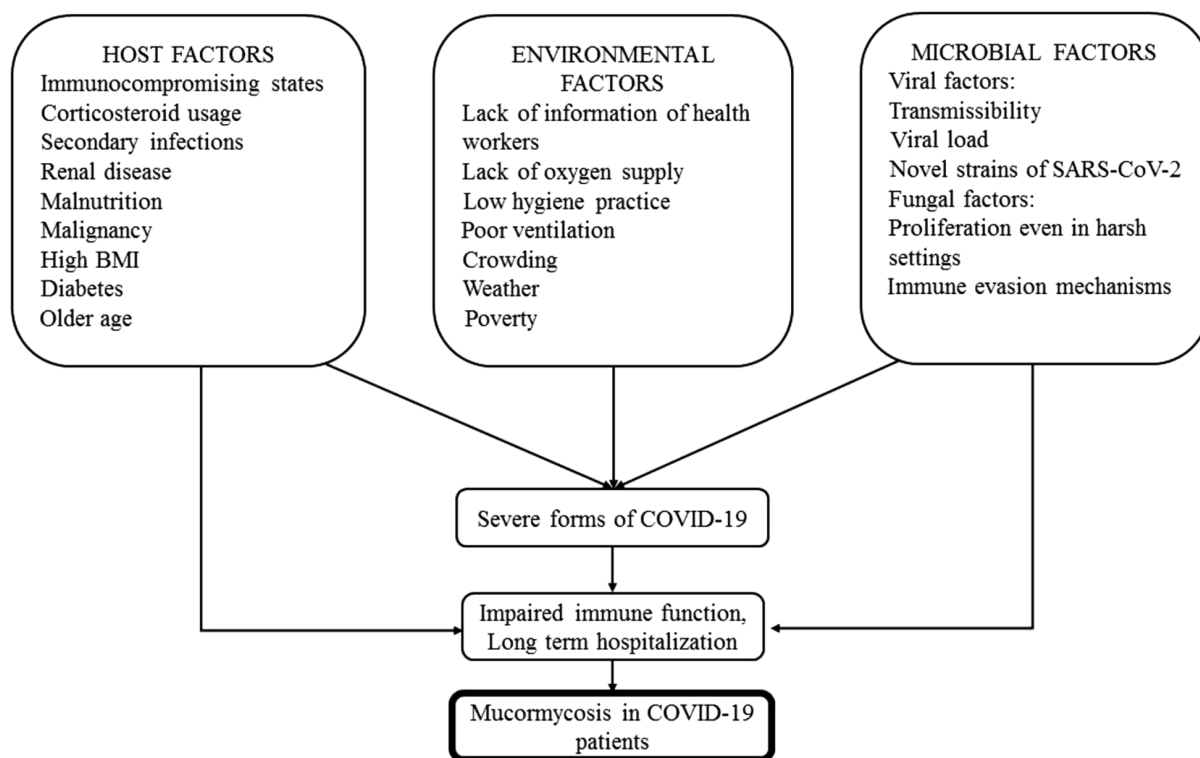 HOST FACTORS
Immunocompromising states
Corticosteroid usage
Secondary infections
Renal disease
Malnutrition
Malignancy
High BMI
Diabetes
Older age
ENVIRONMENTAL
FACTORS
Lack of information of health
workers
Lack of oxygen supply
Low hygiene practice
Poor ventilation
Crowding
Weather
Poverty
MICROBIAL FACTORS
Viral factors:
Transmissibility
Viral load
Novel strains of SARS-CoV-2
Fungal factors:
Proliferation even in harsh
settings
Immune evasion mechanisms
Severe forms of COVID-19
Impaired immune function,
Long term hospitalization
Mucormycosis in COVID-19
patients